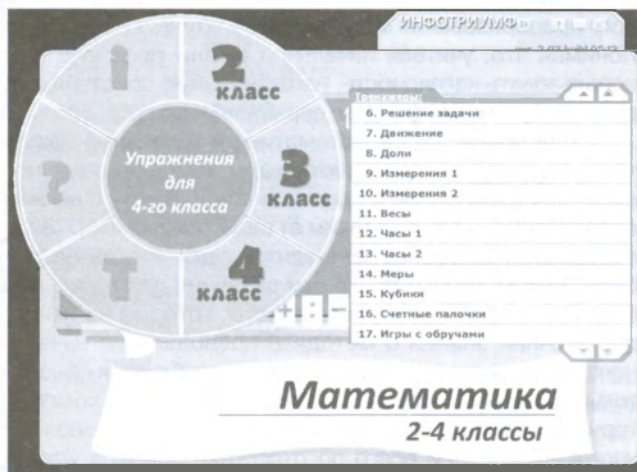 ИНФОТРИУМФ
2
класс
3
класс
4
класс
?
Т
Упражнения
для
4-го класса
Тренажеры:
6. Решение задачи
7. Движение
8. Доли
9. Измерения 1
10. Измерения 2
11. Весы
12. Часы 1
13. Часы 2
14. Меры
15. Кубики
16. Счетные палочки
17. Игры с обручами
+ : −
Математика
2-4 классы